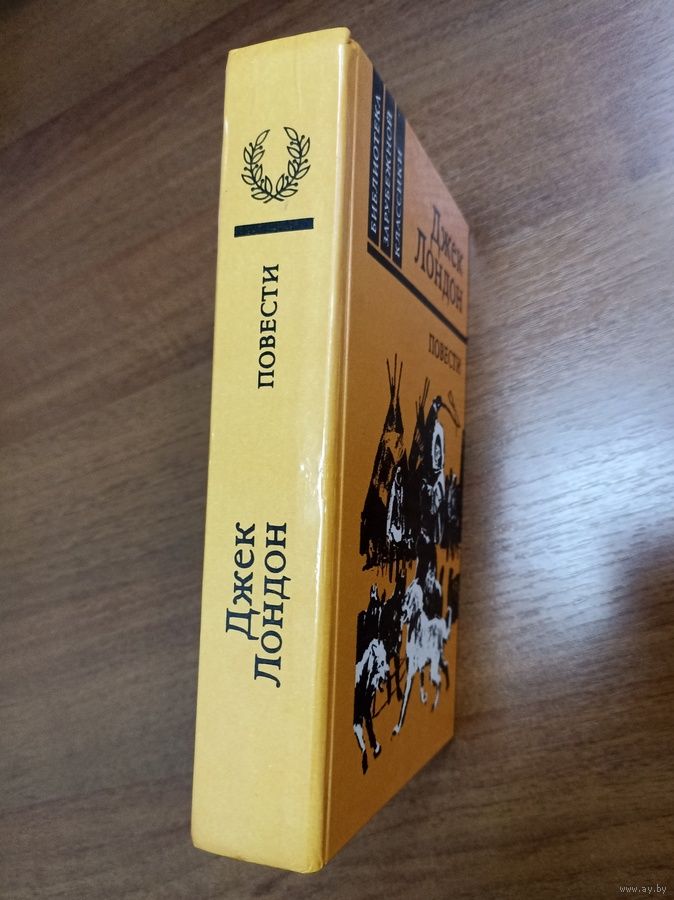 ПОВЕСТИ
Джек
Лондон
БИБЛИОТЕКА
ЗАРУБЕЖНОЙ
КЛАССИКИ
Джек
Лондон
ПОВЕСТИ
www.ay.by